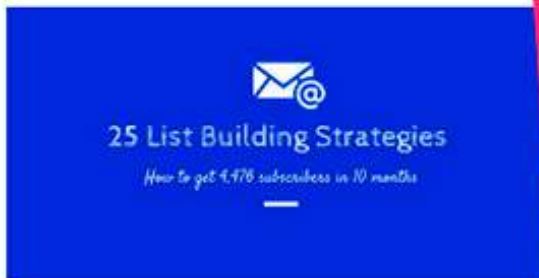 @
25 List Building Strategies
How to get 4,476 subscribers in 10 months